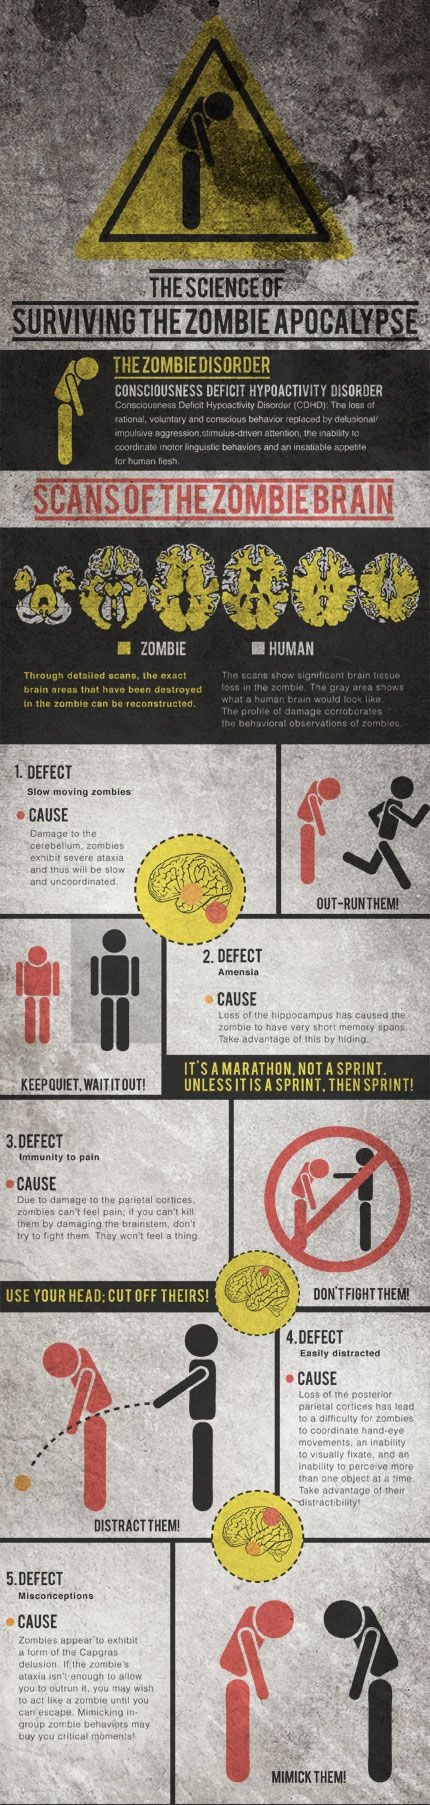 THE SCIENCE OF
SURVIVING THE ZOMBIE APOCALYPSE
THE ZOMBIE DISORDER
CONSCIOUSNESS DEFICIT HYPOACTIVITY DISORDER
Consciousness Deficit Hypoactivity Disorder (CDHD): The loss of
rational, voluntary and conscious behavior replaced by delusional/
impulsive aggression,stimulus-driven attention, the inability to
coordinate motor linguistic behaviors and an insatiable appetite
for human flesh.
SCANS OF THE ZOMBIE BRAIN
ZOMBIE
HUMAN
Through detailed scans, the exact
brain areas that have been destroyed
in the zombie can be reconstructed.
The scans show significant brain tissue
loss in the zombie. The gray area shows
what a human brain would look like.
The profile of damage corroborates
the behavioral observations of zombies.
1. DEFECT
Slow moving zombies
CAUSE
Damage to the
cerebellum, zombies
exhibit severe ataxia
and thus will be slow
and uncoordinated.
OUT-RUN THEM!
2. DEFECT
Amensia
CAUSE
Loss of the hippocampus has caused the
zombie to have very short memory spans.
Take advantage of this by hiding.
KEEP QUIET, WAIT IT OUT!
IT'S A MARATHON, NOT A SPRINT.
UNLESS IT IS A SPRINT, THEN SPRINT!
3. DEFECT
Immunity to pain
CAUSE
Due to damage to the parietal cortices,
zombies can't feel pain; if you can't kill
them by damaging the brainstem, don't
try to fight them. They won't feel a thing.
USE YOUR HEAD; CUT OFF THEIRS!
DON'T FIGHT THEM!
4. DEFECT
Easily distracted
CAUSE
Loss of the posterior
parietal cortices has lead
to a difficulty for zombies
to coordinate hand-eye
movements, an inability
to visually fixate, and an
inability to perceive more
than one object at a time.
Take advantage of their
distractibility!
DISTRACT THEM!
5. DEFECT
Misconceptions
CAUSE
Zombies appear to exhibit
a form of the Capgras
delusion. If the zombie's
ataxia isn't enough to allow
you to outrun it, you may wish
to act like a zombie until you
can escape. Mimicking in-
group zombie behaviors may
buy you critical moments!
MIMICK THEM!